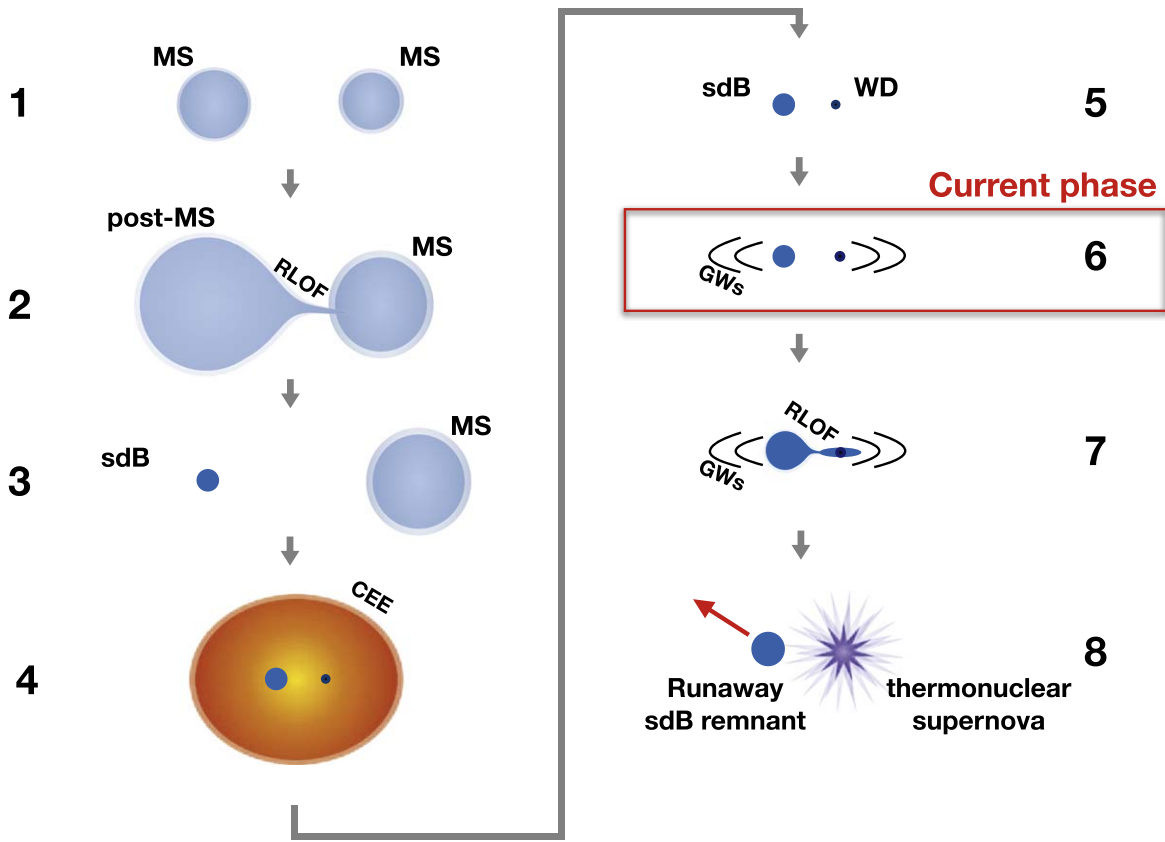 MS
MS
1
post-MS
RLOF
MS
2
sdB
MS
3
CEE
4
sdB
WD
5
Current phase
GWs
6
RLOF
GWs
7
8
Runaway
sdB remnant
thermonuclear
supernova